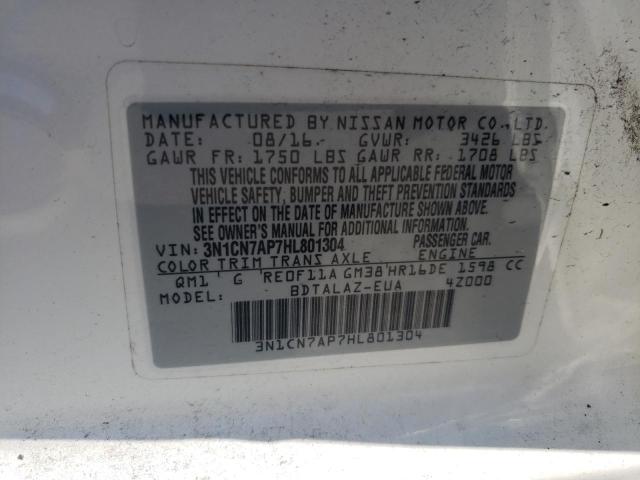 MANUFACTURED BY NISSAN MOTOR CO.,LTD.
DATE: 08/16 GVWR: 3426 LBS
GAWR FR: 1750 LBS GAWR RR: 1708 LBS
THIS VEHICLE CONFORMS TO ALL APPLICABLE FEDERAL MOTOR
VEHICLE SAFETY, BUMPER AND THEFT PREVENTION STANDARDS
IN EFFECT ON THE DATE OF MANUFACTURE SHOWN ABOVE.
SEE OWNER'S MANUAL FOR ADDITIONAL INFORMATION.
VIN: 3N1CN7AP7HL801304 PASSENGER CAR.
COLOR TRIM TRANS AXLE ENGINE
QM1 G RE0F11A GM38 HR16DE 1598 CC
MODEL: BDTALAZ-EUA 4Z000
3N1CN7AP7HL801304